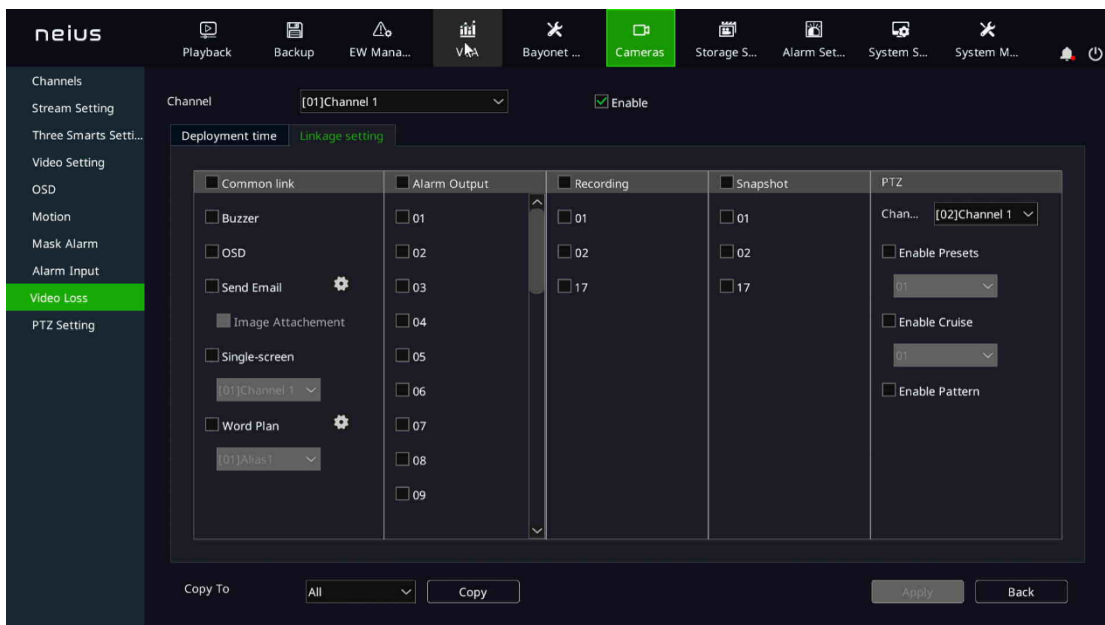 neius
Playback Backup EW Mana... VCA Bayonet ... Cameras Storage S... Alarm Set... System S... System M...
Channels
Stream Setting
Three Smarts Setti...
Video Setting
OSD
Motion
Mask Alarm
Alarm Input
Video Loss
PTZ Setting
Channel [01]Channel 1 Enable
Deployment time Linkage setting
Common link Alarm Output Recording Snapshot PTZ
Buzzer 01 01 01 Chan... [02]Channel 1
OSD 02 02 02 Enable Presets
Send Email 03 17 17 01
Image Attachement 04 Enable Cruise
Single-screen 05 01
[01]Channel 1 06 Enable Pattern
Word Plan 07
[01]Alias1 08
09
Copy To All Copy Apply Back